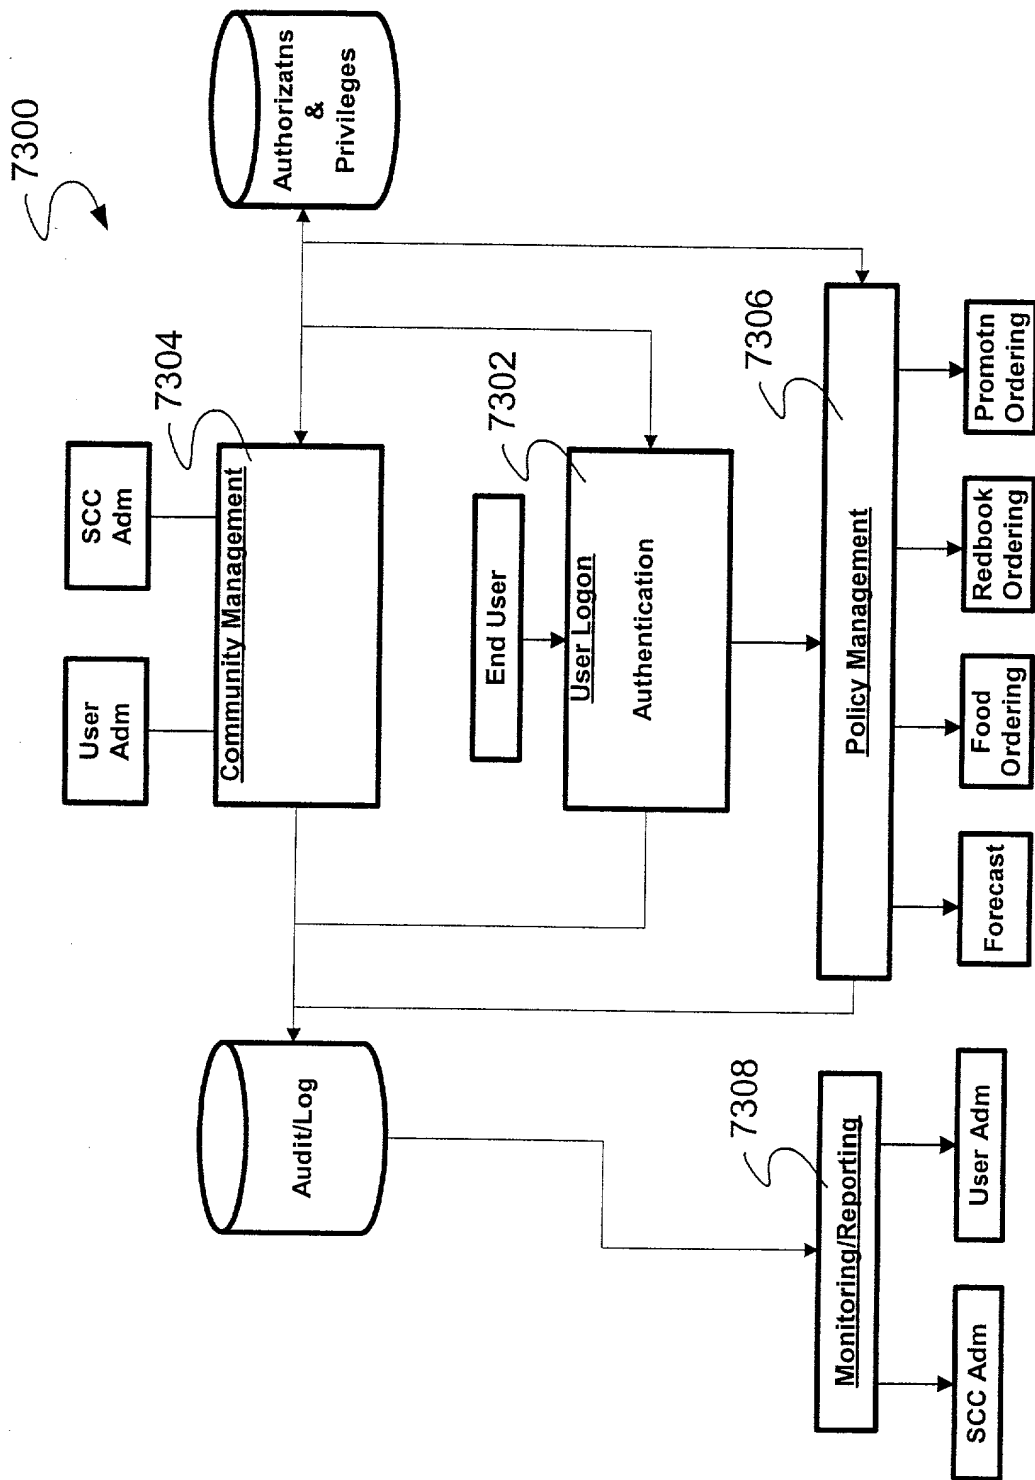 7300
User
Adm
SCC
Adm
7304
Community Management
Audit/Log
Authorizatns
&
Privileges
End User
7302
User Logon
Authentication
7308
Monitoring/Reporting
7306
Policy Management
SCC Adm
User Adm
Forecast
Food
Ordering
Redbook
Ordering
Promotn
Ordering